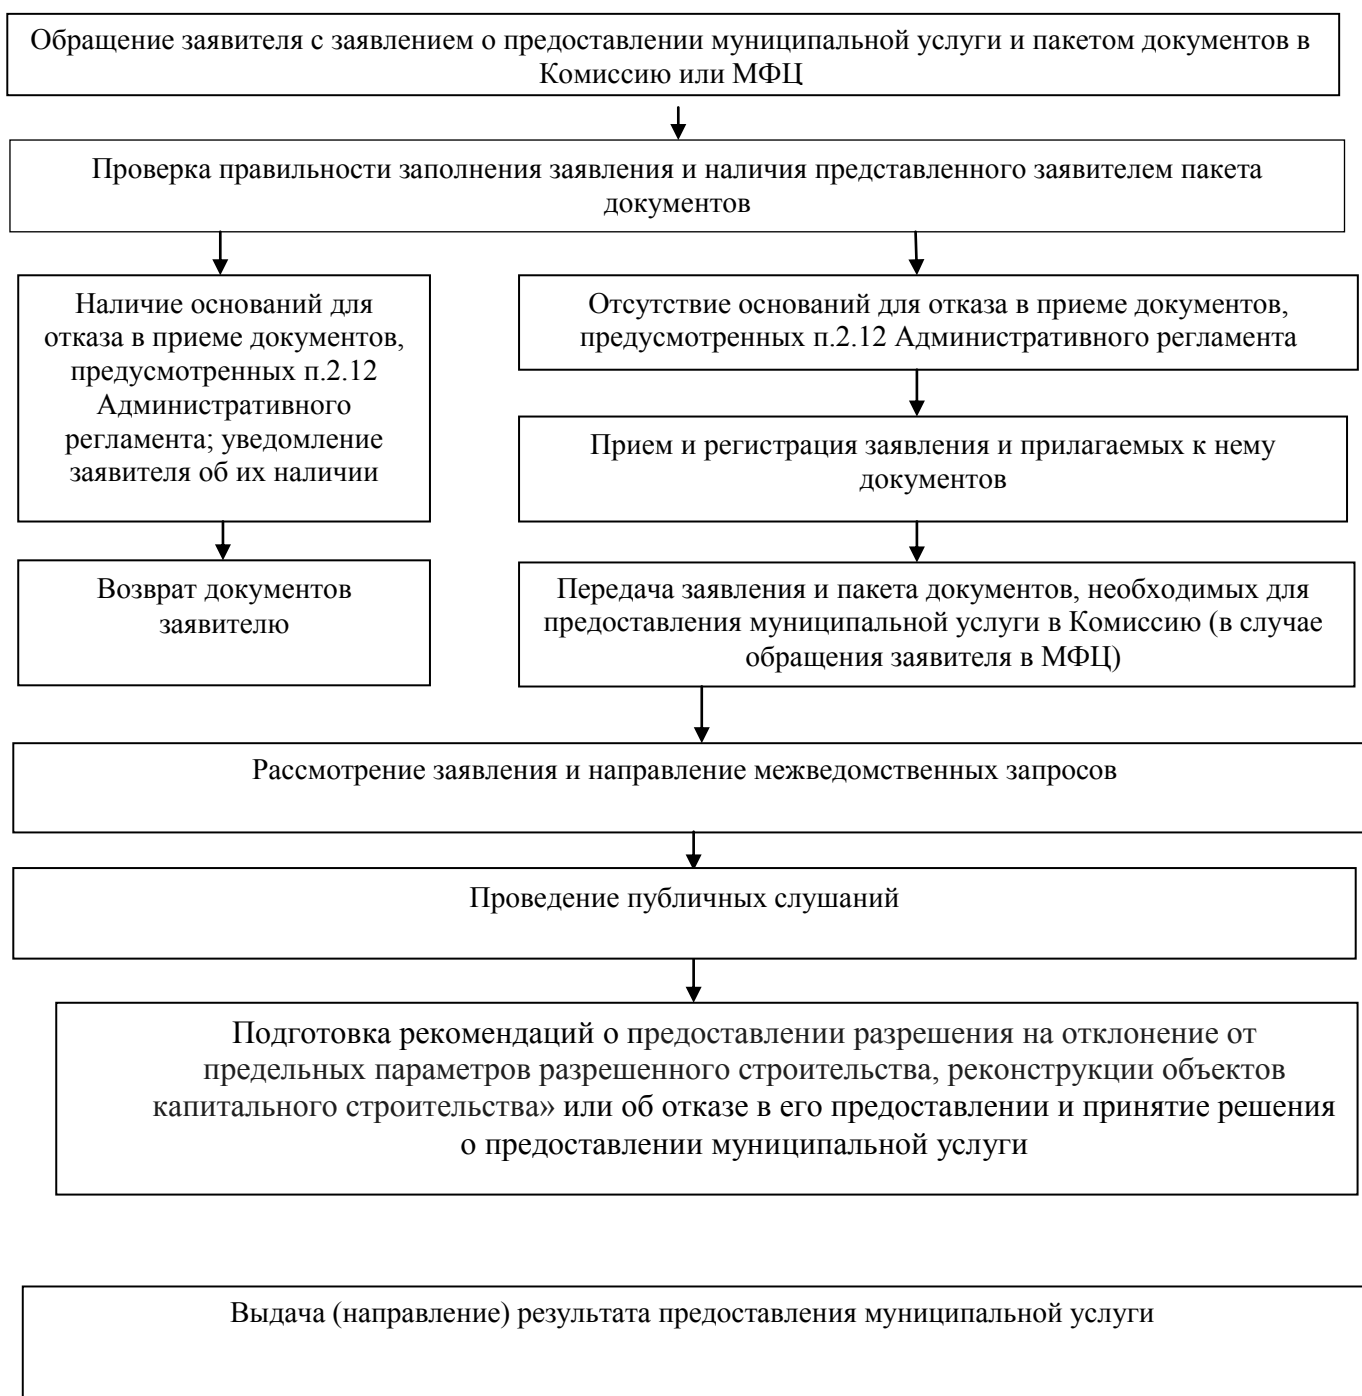 Обращение заявителя с заявлением о предоставлении муниципальной услуги и пакетом документов в
Комиссию или МФЦ
Проверка правильности заполнения заявления и наличия представленного заявителем пакета
документов
Наличие оснований для
отказа в приеме документов,
предусмотренных п.2.12
Административного
регламента; уведомление
заявителя об их наличии
Отсутствие оснований для отказа в приеме документов,
предусмотренных п.2.12 Административного регламента
Прием и регистрация заявления и прилагаемых к нему
документов
Возврат документов
заявителю
Передача заявления и пакета документов, необходимых для
предоставления муниципальной услуги в Комиссию (в случае
обращения заявителя в МФЦ)
Рассмотрение заявления и направление межведомственных запросов
Проведение публичных слушаний
Подготовка рекомендаций о предоставлении разрешения на отклонение от
предельных параметров разрешенного строительства, реконструкции объектов
капитального строительства» или об отказе в его предоставлении и принятие решения
о предоставлении муниципальной услуги
Выдача (направление) результата предоставления муниципальной услуги